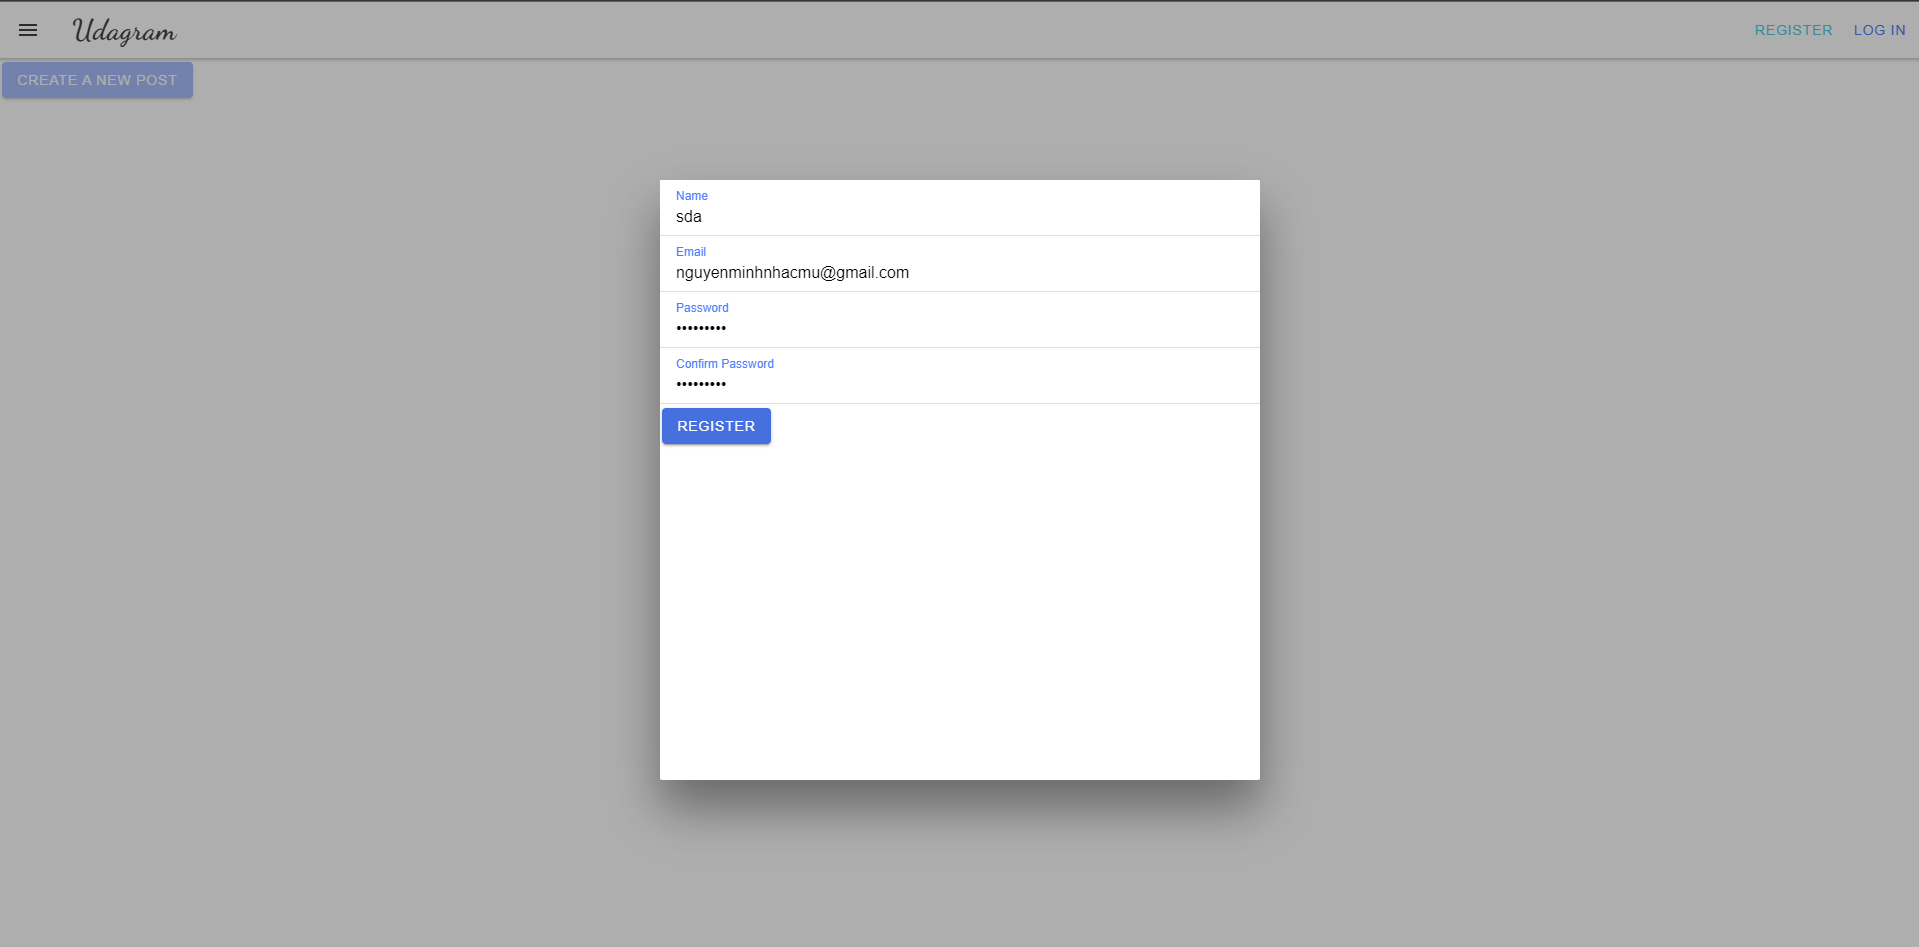 Udagram
REGISTER
LOG IN
CREATE A NEW POST
Name
sda
Email
nguyenminhnhacmu@gmail.com
Password
•••••••••
Confirm Password
•••••••••
REGISTER